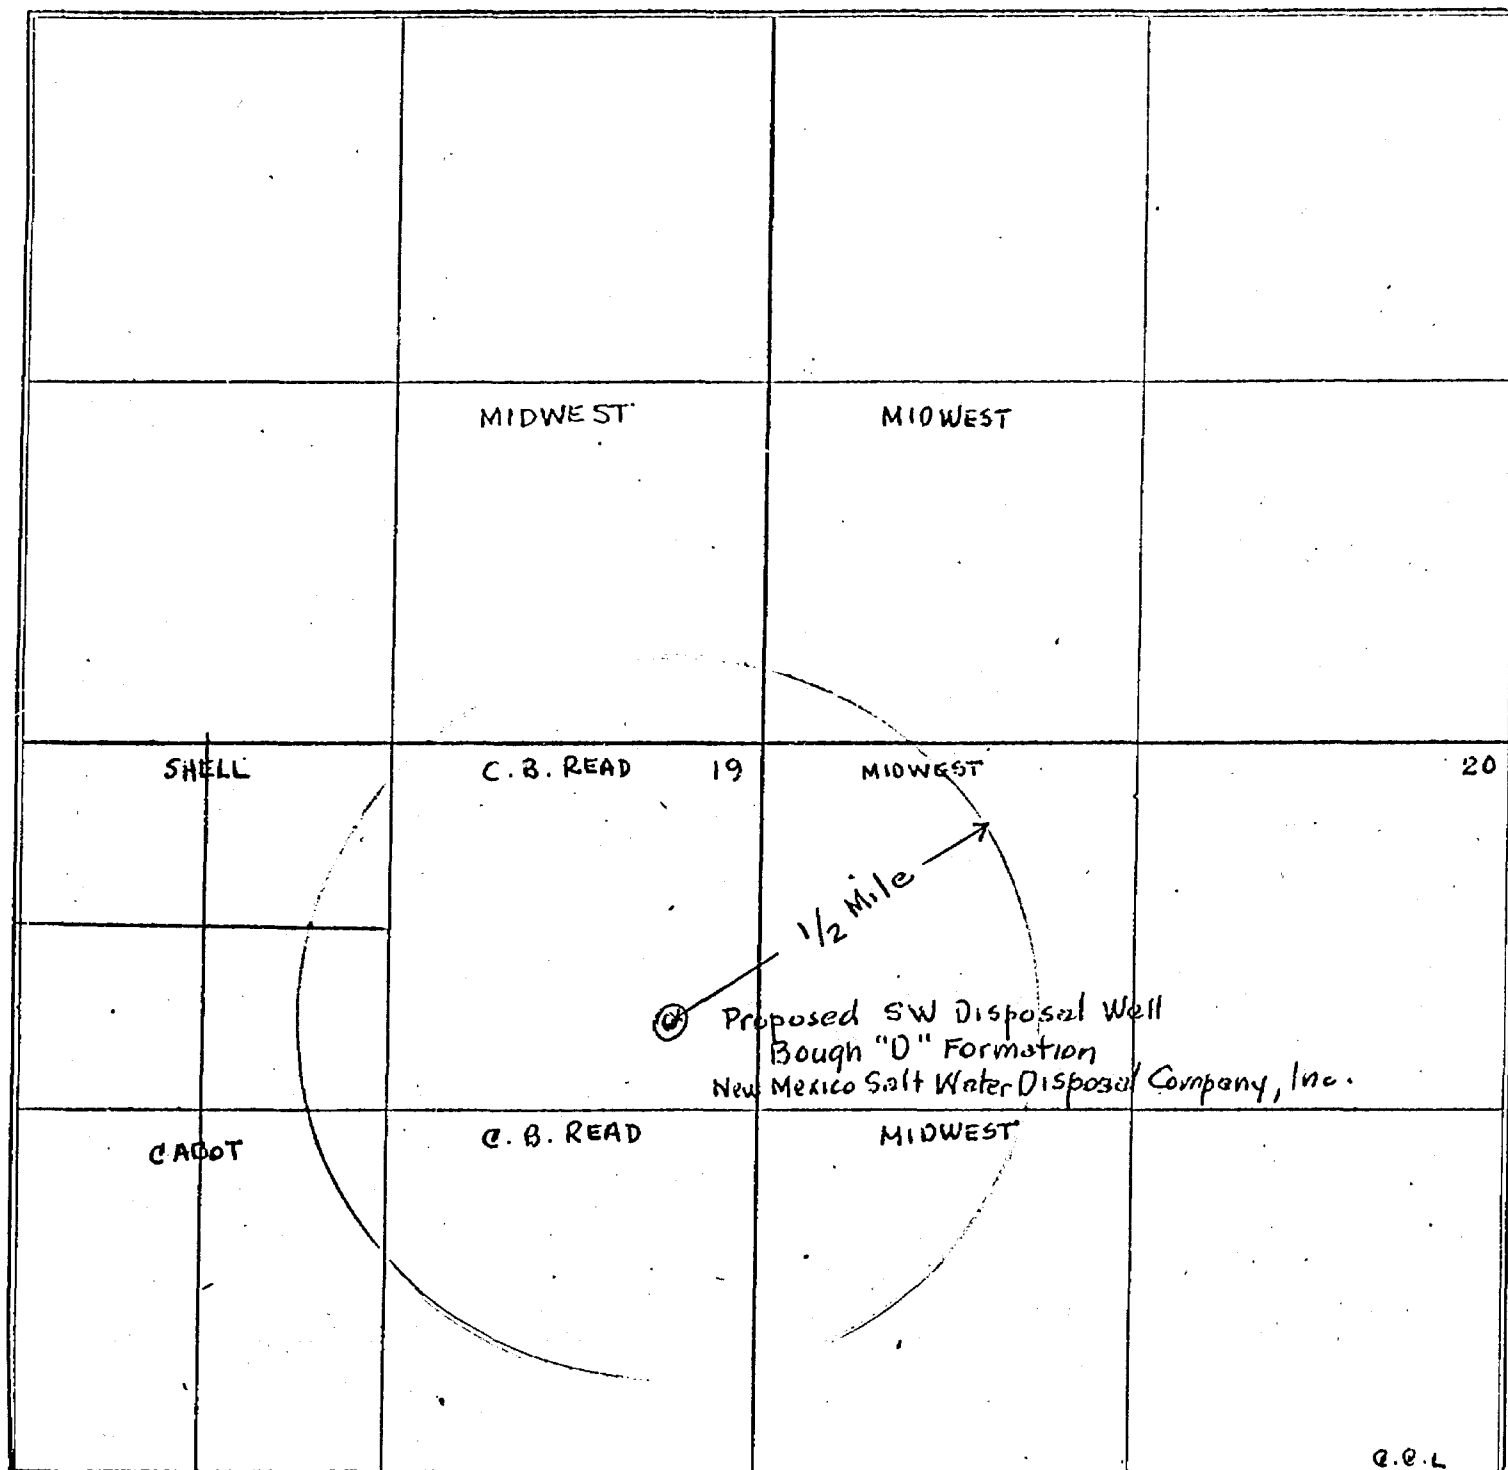 MIDWEST MIDWEST
SHELL C. B. READ 19 MIDWEST 20
1/2 Mile
Proposed SW Disposal Well
Bough "D" Formation
New Mexico Salt Water Disposal Company, Inc.
CABOT C. B. READ MIDWEST
C.C.L